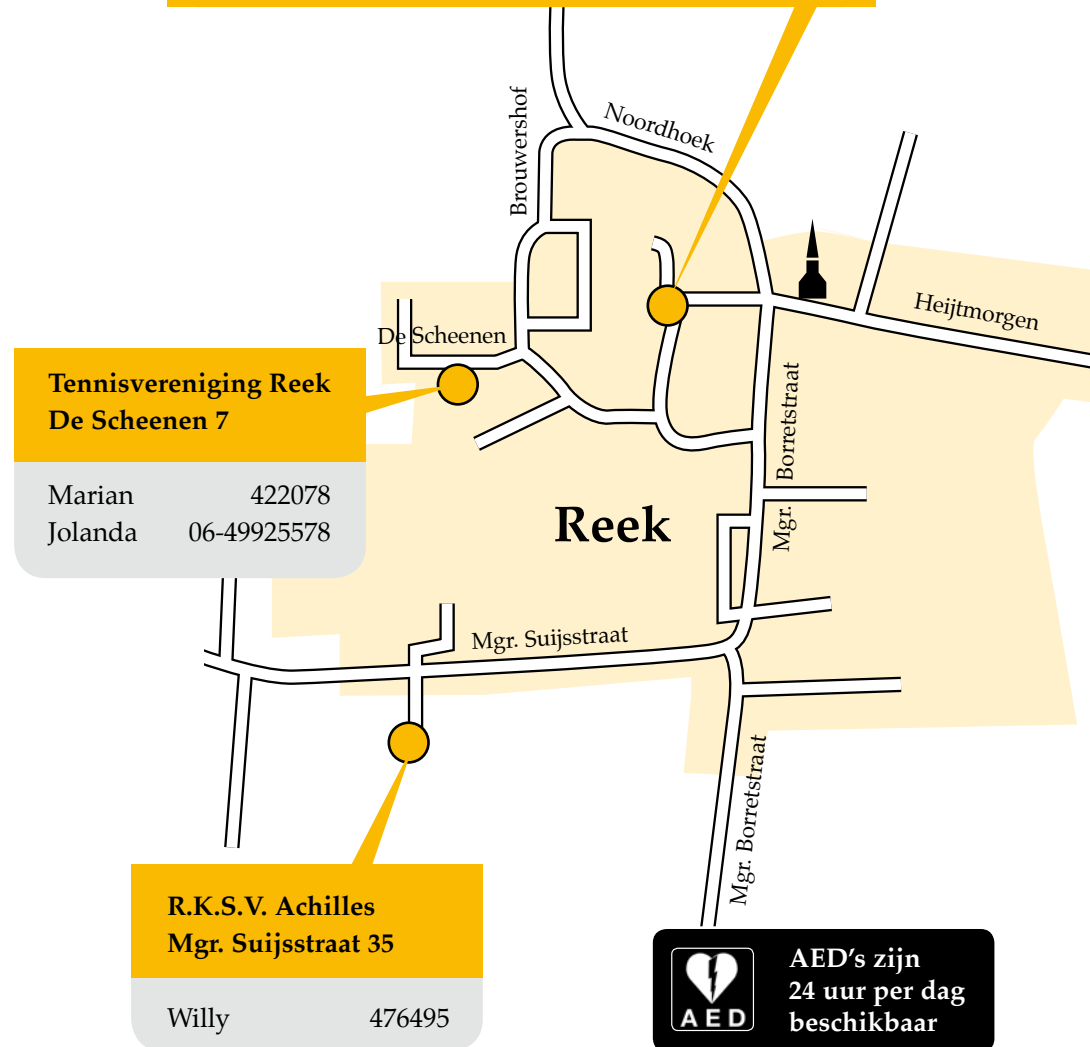 Noordhoek
Brouwershof
Heijtmorgen
De Scheenen
Tennisvereniging Reek
De Scheenen 7
Marian 422078
Jolanda 06-49925578
Mgr. Borretstraat
Reek
Mgr. Suijsstraat
Mgr. Borretstraat
R.K.S.V. Achilles
Mgr. Suijsstraat 35
Willy 476495
AED
AED's zijn
24 uur per dag
beschikbaar